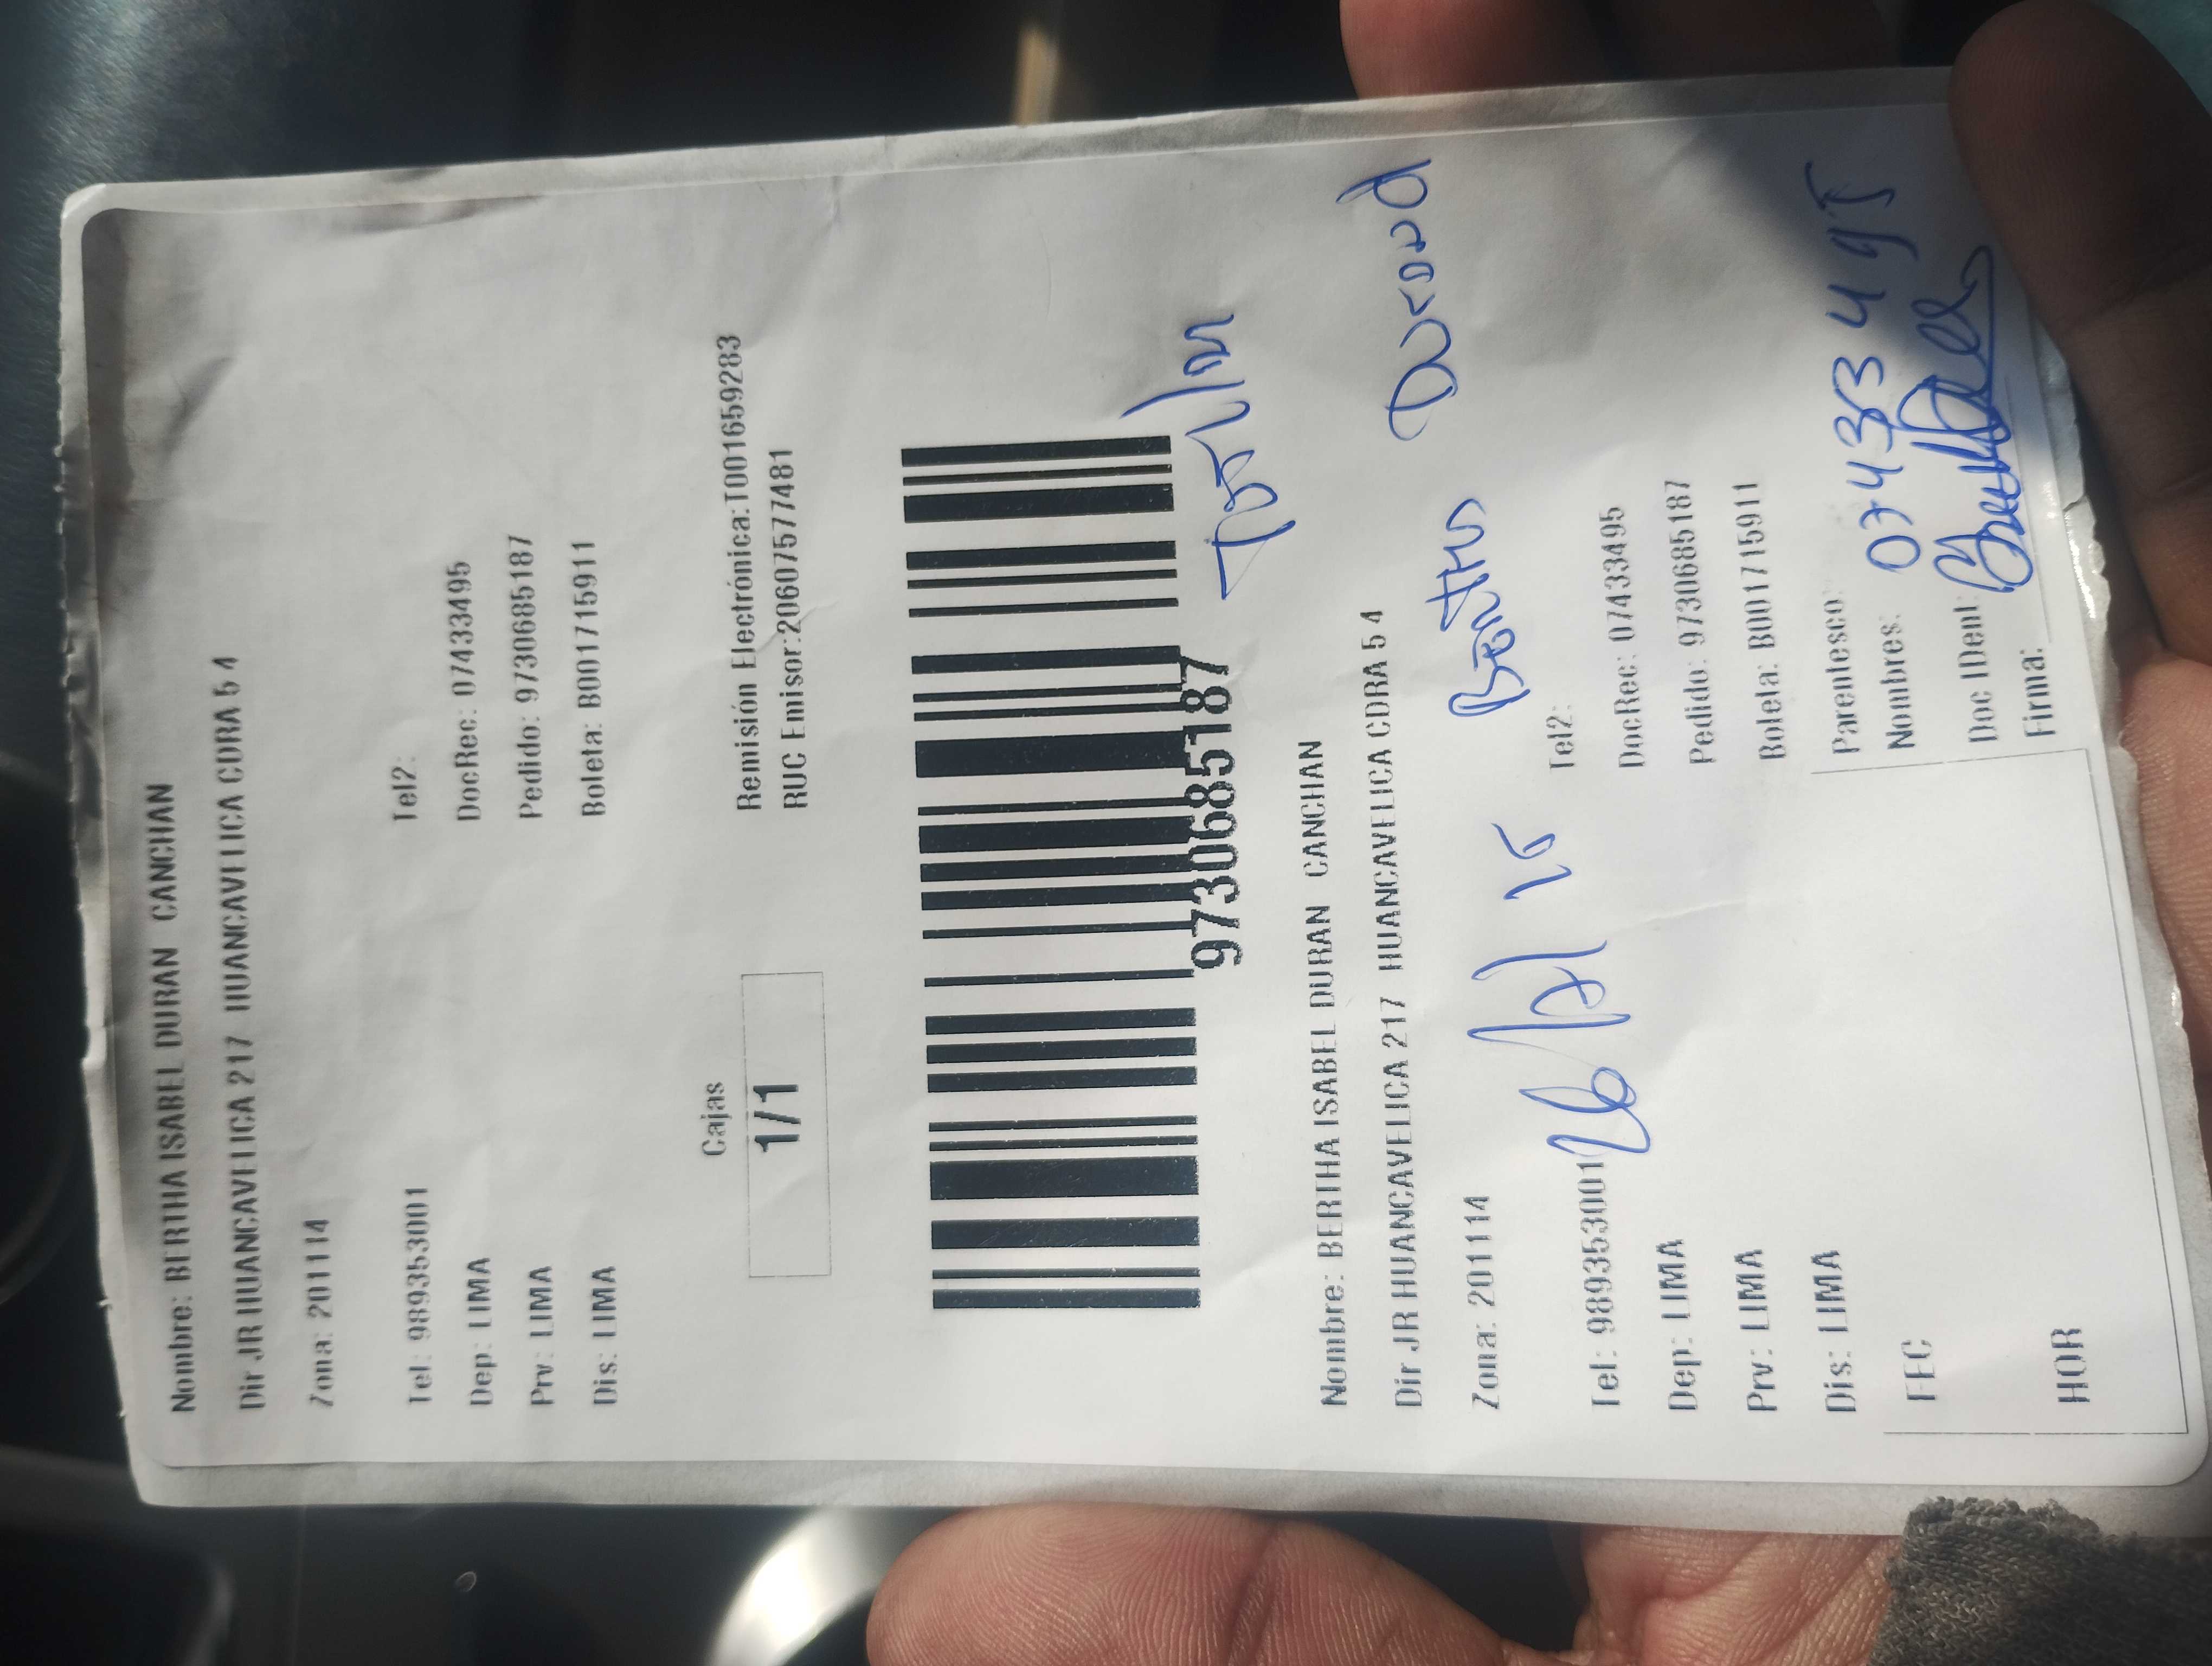 Nombre: BERTHA ISABEL DURAN CANCHAN
Dir JR HUANCAVELICA 217 HUANCAVELICA CDRA 5 4
Zona: 201114
Tel: 989353001 Tel2:
Dep: LIMA DocRec: 07433495
Prv: LIMA Pedido: 9730685187
Dis: LIMA Boleta: B001715911
Cajas Remisión Electrónica:T001659283
1/1 RUC Emisor:20607577481
9730685187
Nombre: BERTHA ISABEL DURAN CANCHAN
Dir JR HUANCAVELICA 217 HUANCAVELICA CDRA 5 4
Zona: 201114 Bertha Durand
Tel: 989353001 Tel2:
Dep: LIMA DocRec: 07433495
Prv: LIMA Pedido: 9730685187
Dis: LIMA Boleta: B001715911
FEC Parentesco:
Nombres: 07433495
HOR Doc IDent:
Firma: